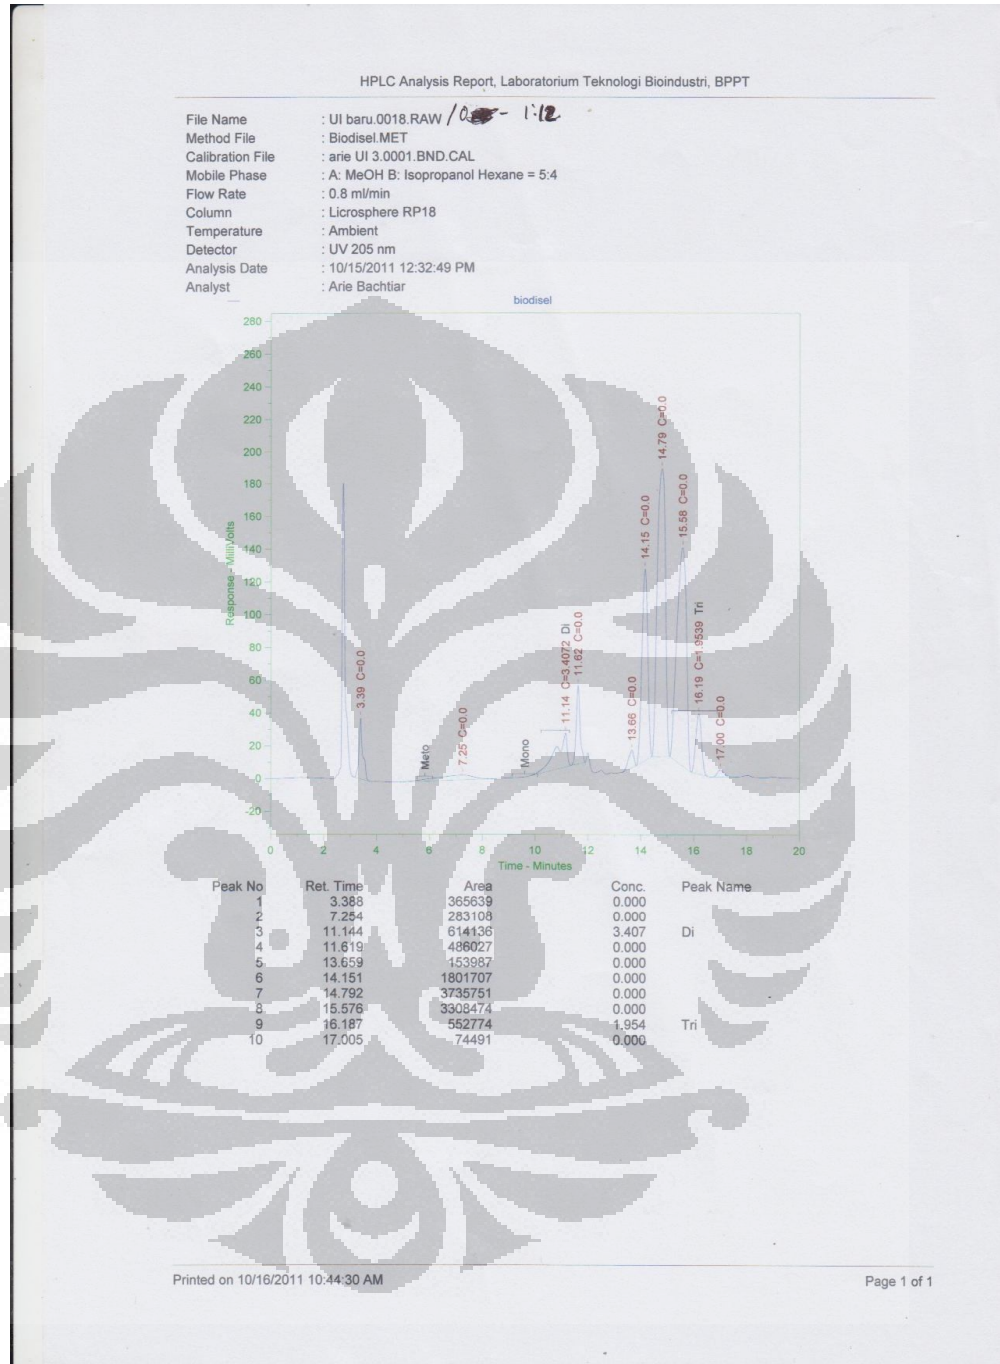 HPLC Analysis Report, Laboratorium Teknologi Bioindustri, BPPT
File Name : UI baru.0018.RAW - 1:12
Method File : Biodisel.MET
Calibration File : arie UI 3.0001.BND.CAL
Mobile Phase : A: MeOH B: Isopropanol Hexane = 5:4
Flow Rate : 0.8 ml/min
Column : Licrosphere RP18
Temperature : Ambient
Detector : UV 205 nm
Analysis Date : 10/15/2011 12:32:49 PM
Analyst : Arie Bachtiar
biodisel
280
260
240
220
200
180
160
140
120
100
80
60
40
20
0
-20
Response - MilliVolts
3.39 C=0.0
Meto
7.25 C=0.0
Mono
11.14 C=3.4072 Di
11.62 C=0.0
13.66 C=0.0
14.15 C=0.0
14.79 C=0.0
15.58 C=0.0
16.19 C=1.9539 Tri
17.00 C=0.0
0 2 4 6 8 10 12 14 16 18 20
Time - Minutes
Peak No Ret. Time Area Conc. Peak Name
1 3.388 365639 0.000
2 7.254 283108 0.000
3 11.144 614136 3.407 Di
4 11.619 486027 0.000
5 13.659 153987 0.000
6 14.151 1801707 0.000
7 14.792 3735751 0.000
8 15.576 3308474 0.000
9 16.187 552774 1.954 Tri
10 17.005 74491 0.000
Printed on 10/16/2011 10:44:30 AM
Page 1 of 1